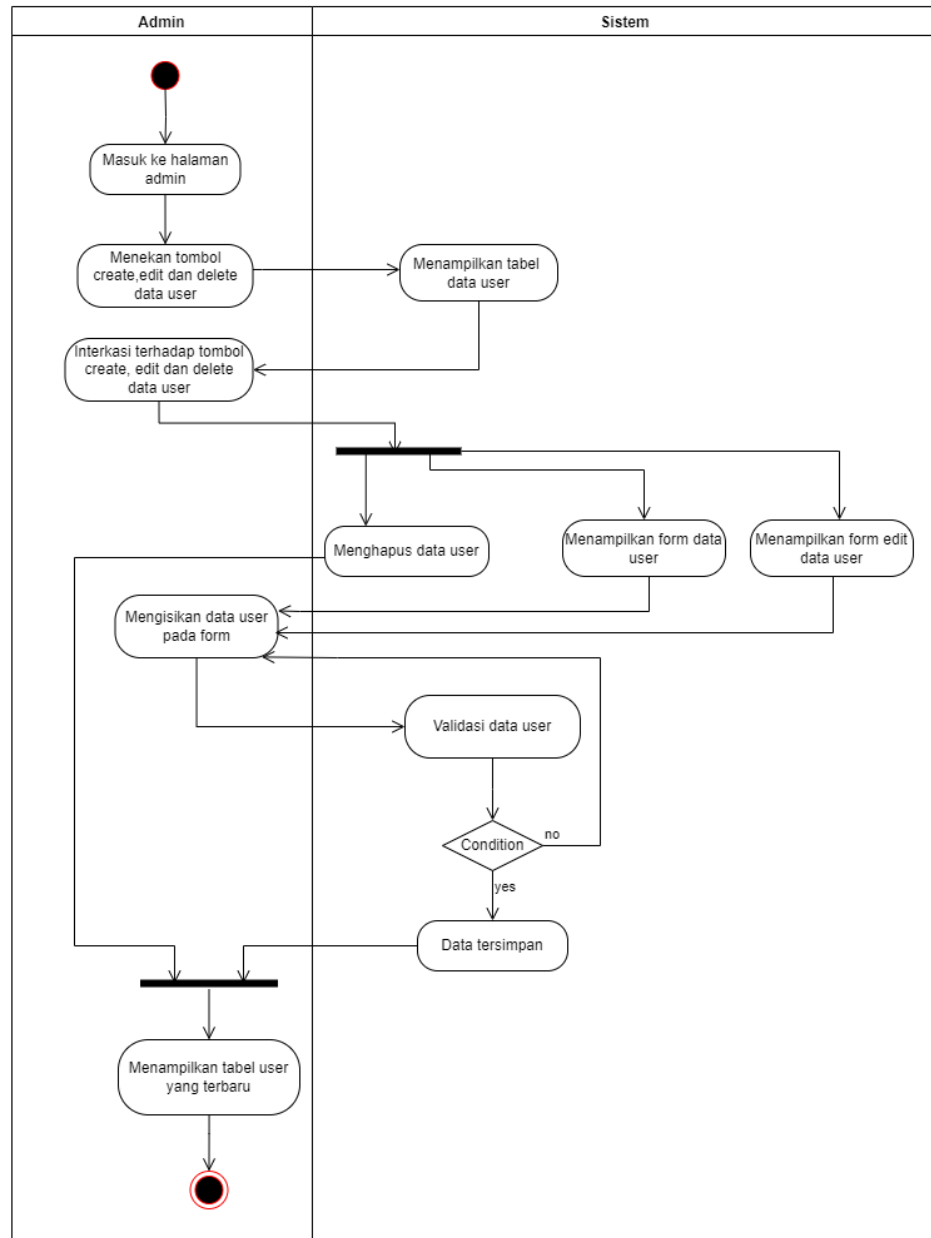 Admin
Sistem
Masuk ke halaman
admin
Menekan tombol
create,edit dan delete
data user
Menampilkan tabel
data user
Interkasi terhadap tombol
create, edit dan delete
data user
Menghapus data user
Menampilkan form data
user
Menampilkan form edit
data user
Mengisikan data user
pada form
Validasi data user
Condition
no
yes
Data tersimpan
Menampilkan tabel user
yang terbaru